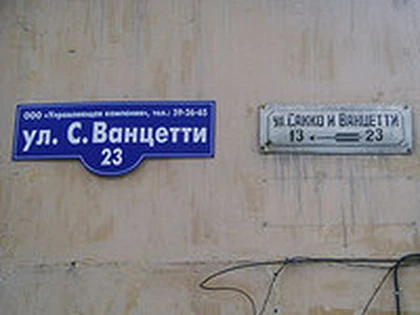 ООО «Управляющая компания», тел.: 39-36-65
ул. С.Ванцетти
23
ул. САККО И ВАНЦЕТТИ
13 23